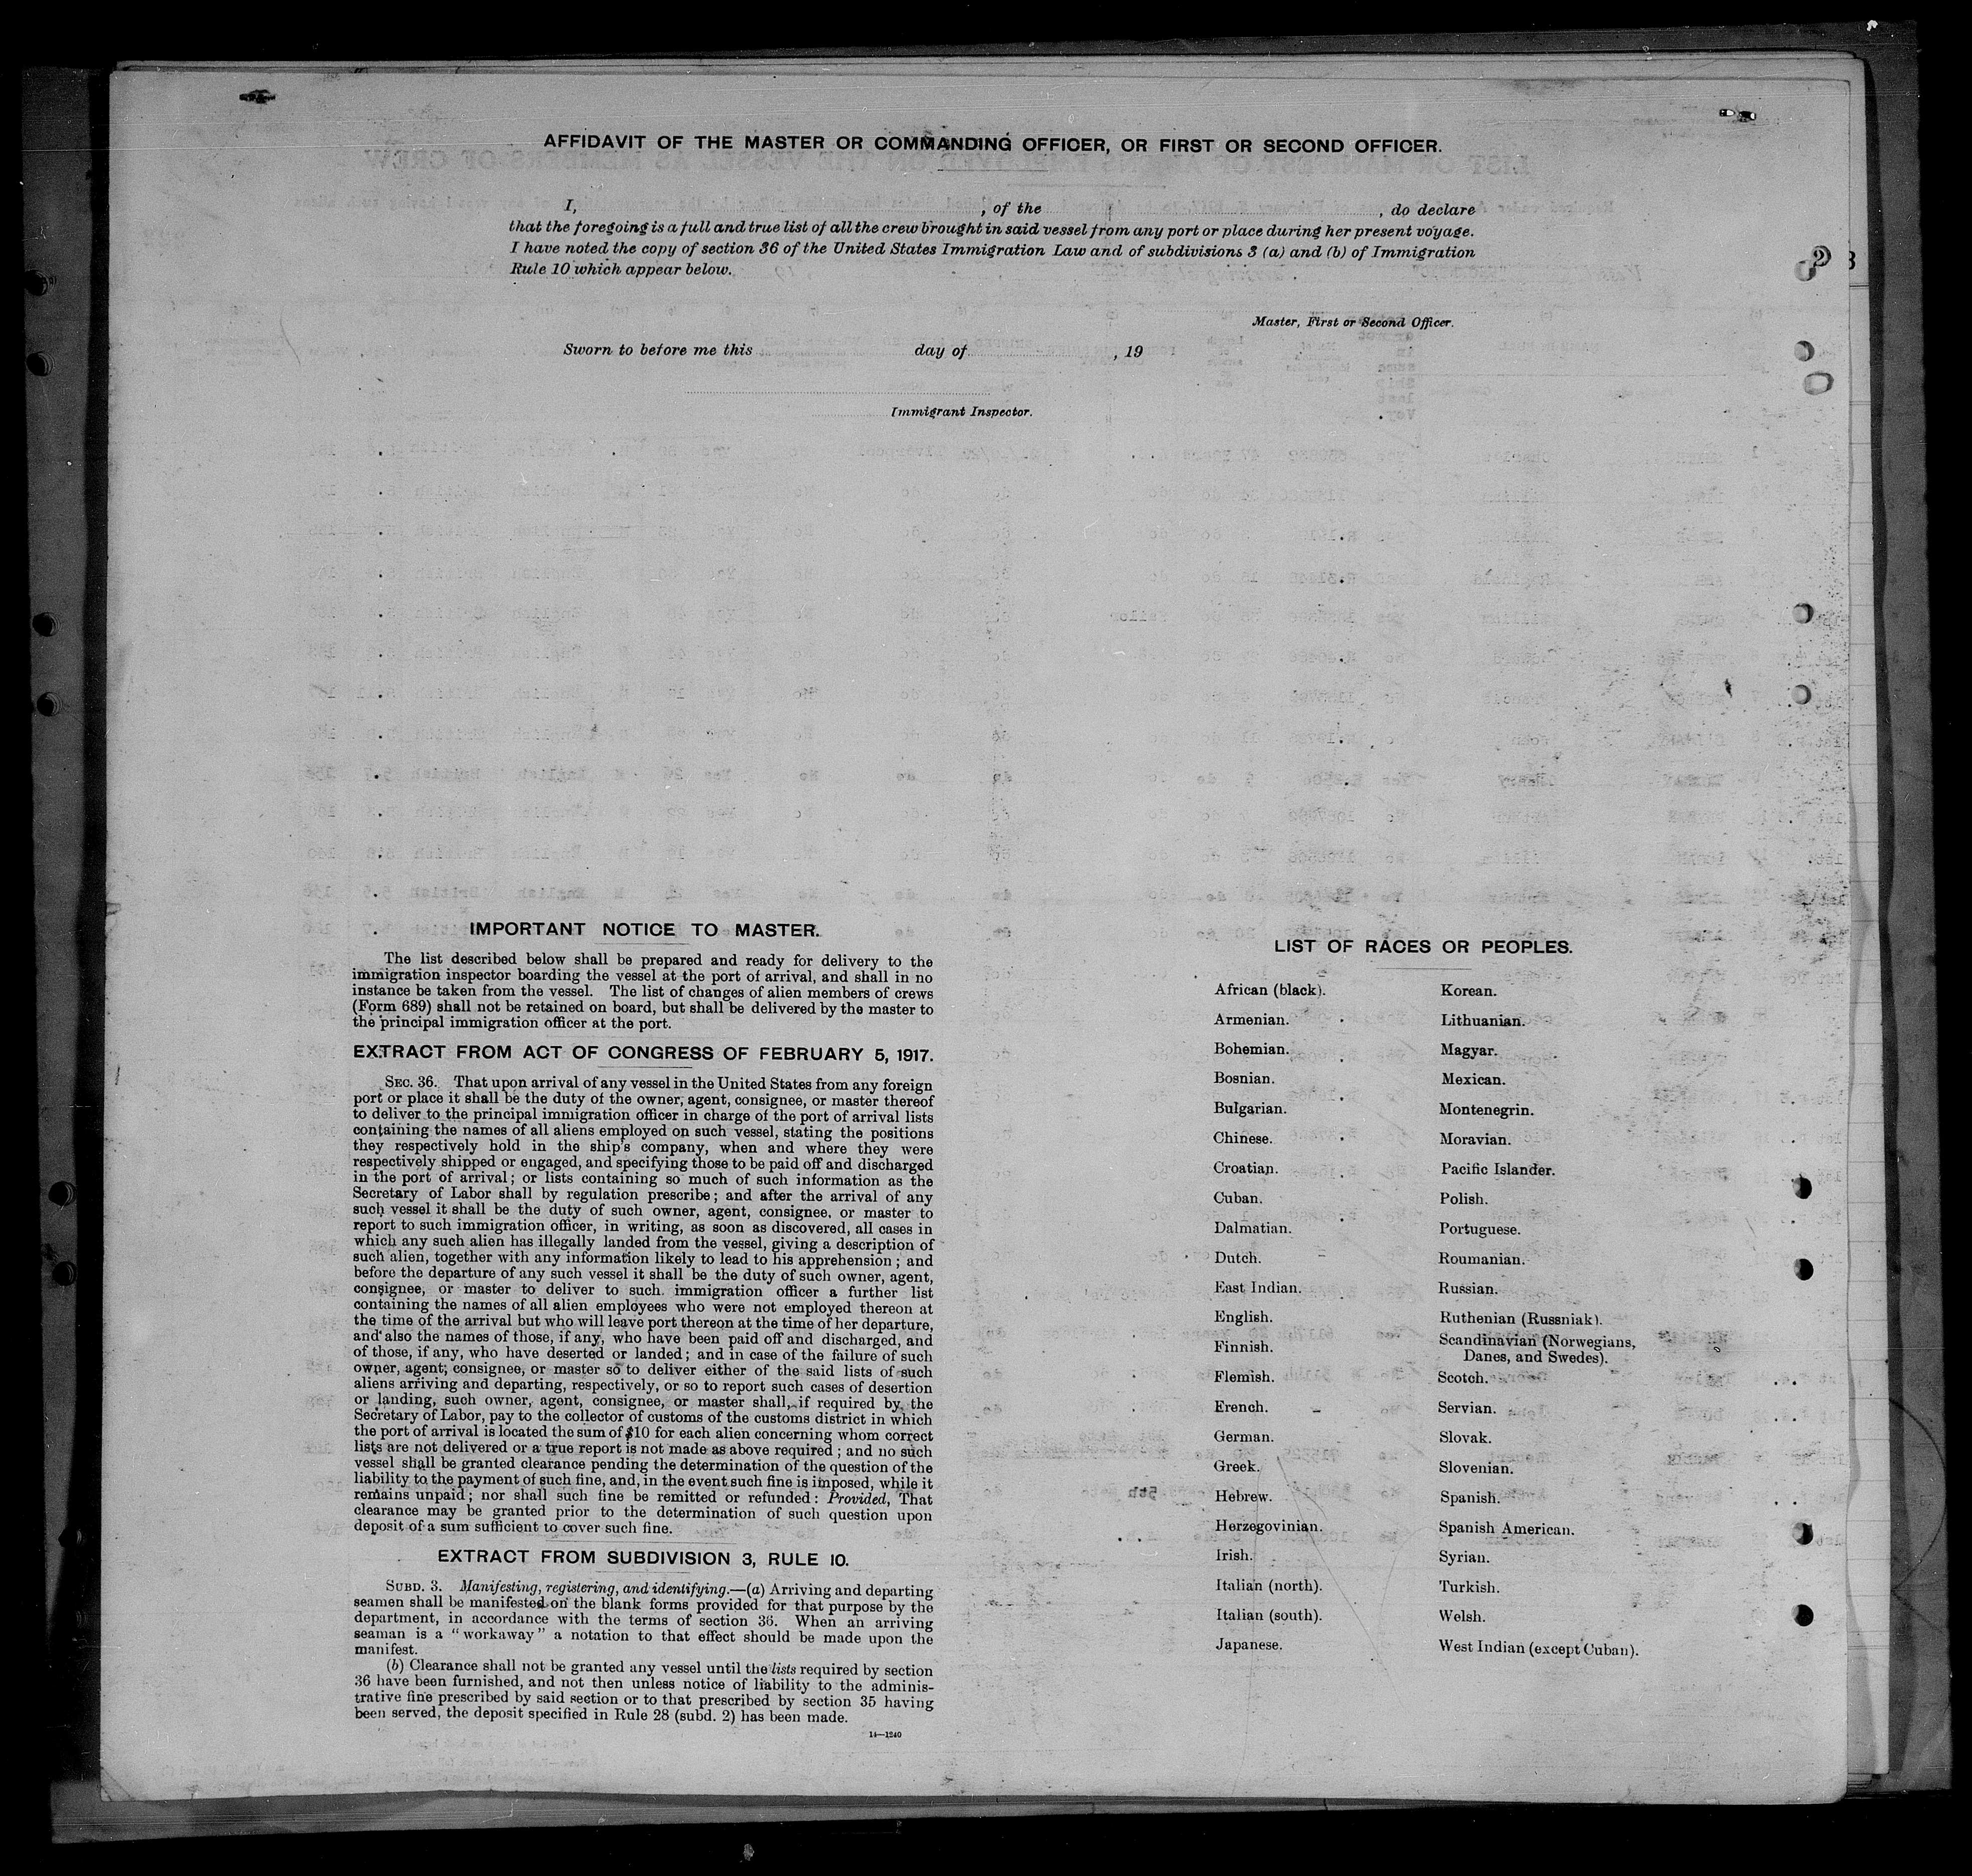 AFFIDAVIT OF THE MASTER OR COMMANDING OFFICER, OR FIRST OR SECOND OFFICER.
I, , of the , do declare
that the foregoing is a full and true list of all the crew brought in said vessel from any port or place during her present voyage.
I have noted the copy of section 36 of the United States Immigration Law and of subdivisions 3 (a) and (b) of Immigration
Rule 10 which appear below.
Master, First or Second Officer.
Sworn to before me this day of , 19
Immigrant Inspector.
IMPORTANT NOTICE TO MASTER.
The list described below shall be prepared and ready for delivery to the
immigration inspector boarding the vessel at the port of arrival, and shall in no
instance be taken from the vessel. The list of changes of alien members of crews
(Form 689) shall not be retained on board, but shall be delivered by the master to
the principal immigration officer at the port.
EXTRACT FROM ACT OF CONGRESS OF FEBRUARY 5, 1917.
SEC. 36. That upon arrival of any vessel in the United States from any foreign
port or place it shall be the duty of the owner, agent, consignee, or master thereof
to deliver to the principal immigration officer in charge of the port of arrival lists
containing the names of all aliens employed on such vessel, stating the positions
they respectively hold in the ship's company, when and where they were
respectively shipped or engaged, and specifying those to be paid off and discharged
in the port of arrival; or lists containing so much of such information as the
Secretary of Labor shall by regulation prescribe; and after the arrival of any
such vessel it shall be the duty of such owner, agent, consignee, or master to
report to such immigration officer, in writing, as soon as discovered, all cases in
which any such alien has illegally landed from the vessel, giving a description of
such alien, together with any information likely to lead to his apprehension; and
before the departure of any such vessel it shall be the duty of such owner, agent,
consignee, or master to deliver to such immigration officer a further list
containing the names of all alien employees who were not employed thereon at
the time of the arrival but who will leave port thereon at the time of her departure,
and also the names of those, if any, who have been paid off and discharged, and
of those, if any, who have deserted or landed; and in case of the failure of such
owner, agent, consignee, or master so to deliver either of the said lists of such
aliens arriving and departing, respectively, or so to report such cases of desertion
or landing, such owner, agent, consignee, or master shall, if required by the
Secretary of Labor, pay to the collector of customs of the customs district in which
the port of arrival is located the sum of $10 for each alien concerning whom correct
lists are not delivered or a true report is not made as above required; and no such
vessel shall be granted clearance pending the determination of the question of the
liability to the payment of such fine, and, in the event such fine is imposed, while it
remains unpaid; nor shall such fine be remitted or refunded: Provided, That
clearance may be granted prior to the determination of such question upon
deposit of a sum sufficient to cover such fine.
EXTRACT FROM SUBDIVISION 3, RULE 10.
SUBD. 3. Manifesting, registering, and identifying.—(a) Arriving and departing
seamen shall be manifested on the blank forms provided for that purpose by the
department, in accordance with the terms of section 36. When an arriving
seaman is a "workaway" a notation to that effect should be made upon the
manifest.
(b) Clearance shall not be granted any vessel until the lists required by section
36 have been furnished, and not then unless notice of liability to the adminis-
trative fine prescribed by said section or to that prescribed by section 35 having
been served, the deposit specified in Rule 28 (subd. 2) has been made.
14—1240
LIST OF RACES OR PEOPLES.
African (black). Korean.
Armenian. Lithuanian.
Bohemian. Magyar.
Bosnian. Mexican.
Bulgarian. Montenegrin.
Chinese. Moravian.
Croatian. Pacific Islander.
Cuban. Polish.
Dalmatian. Portuguese.
Dutch. Roumanian.
East Indian. Russian.
English. Ruthenian (Russniak).
Finnish. Scandinavian (Norwegians,
Danes, and Swedes).
Flemish. Scotch.
French. Servian.
German. Slovak.
Greek. Slovenian.
Hebrew. Spanish.
Herzegovinian. Spanish American.
Irish. Syrian.
Italian (north). Turkish.
Italian (south). Welsh.
Japanese. West Indian (except Cuban).